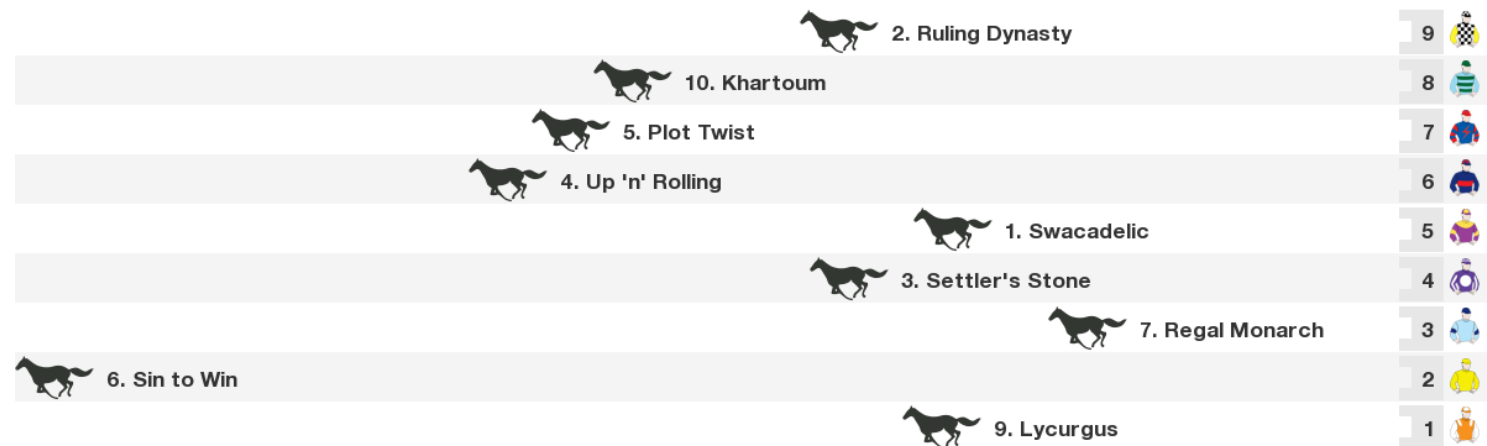 2. Ruling Dynasty 9
10. Khartoum 8
5. Plot Twist 7
4. Up 'n' Rolling 6
1. Swacadelic 5
3. Settler's Stone 4
7. Regal Monarch 3
6. Sin to Win 2
9. Lycurgus 1